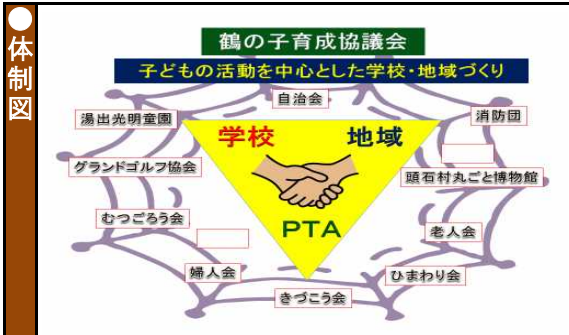 ●体制図
鶴の子育成協議会
子どもの活動を中心とした学校・地域づくり
自治会
湯出光明童園
消防団
学校
地域
グランドゴルフ協会
頭石村丸ごと博物館
むつごろう会
PTA
老人会
婦人会
ひまわり会
きづこう会